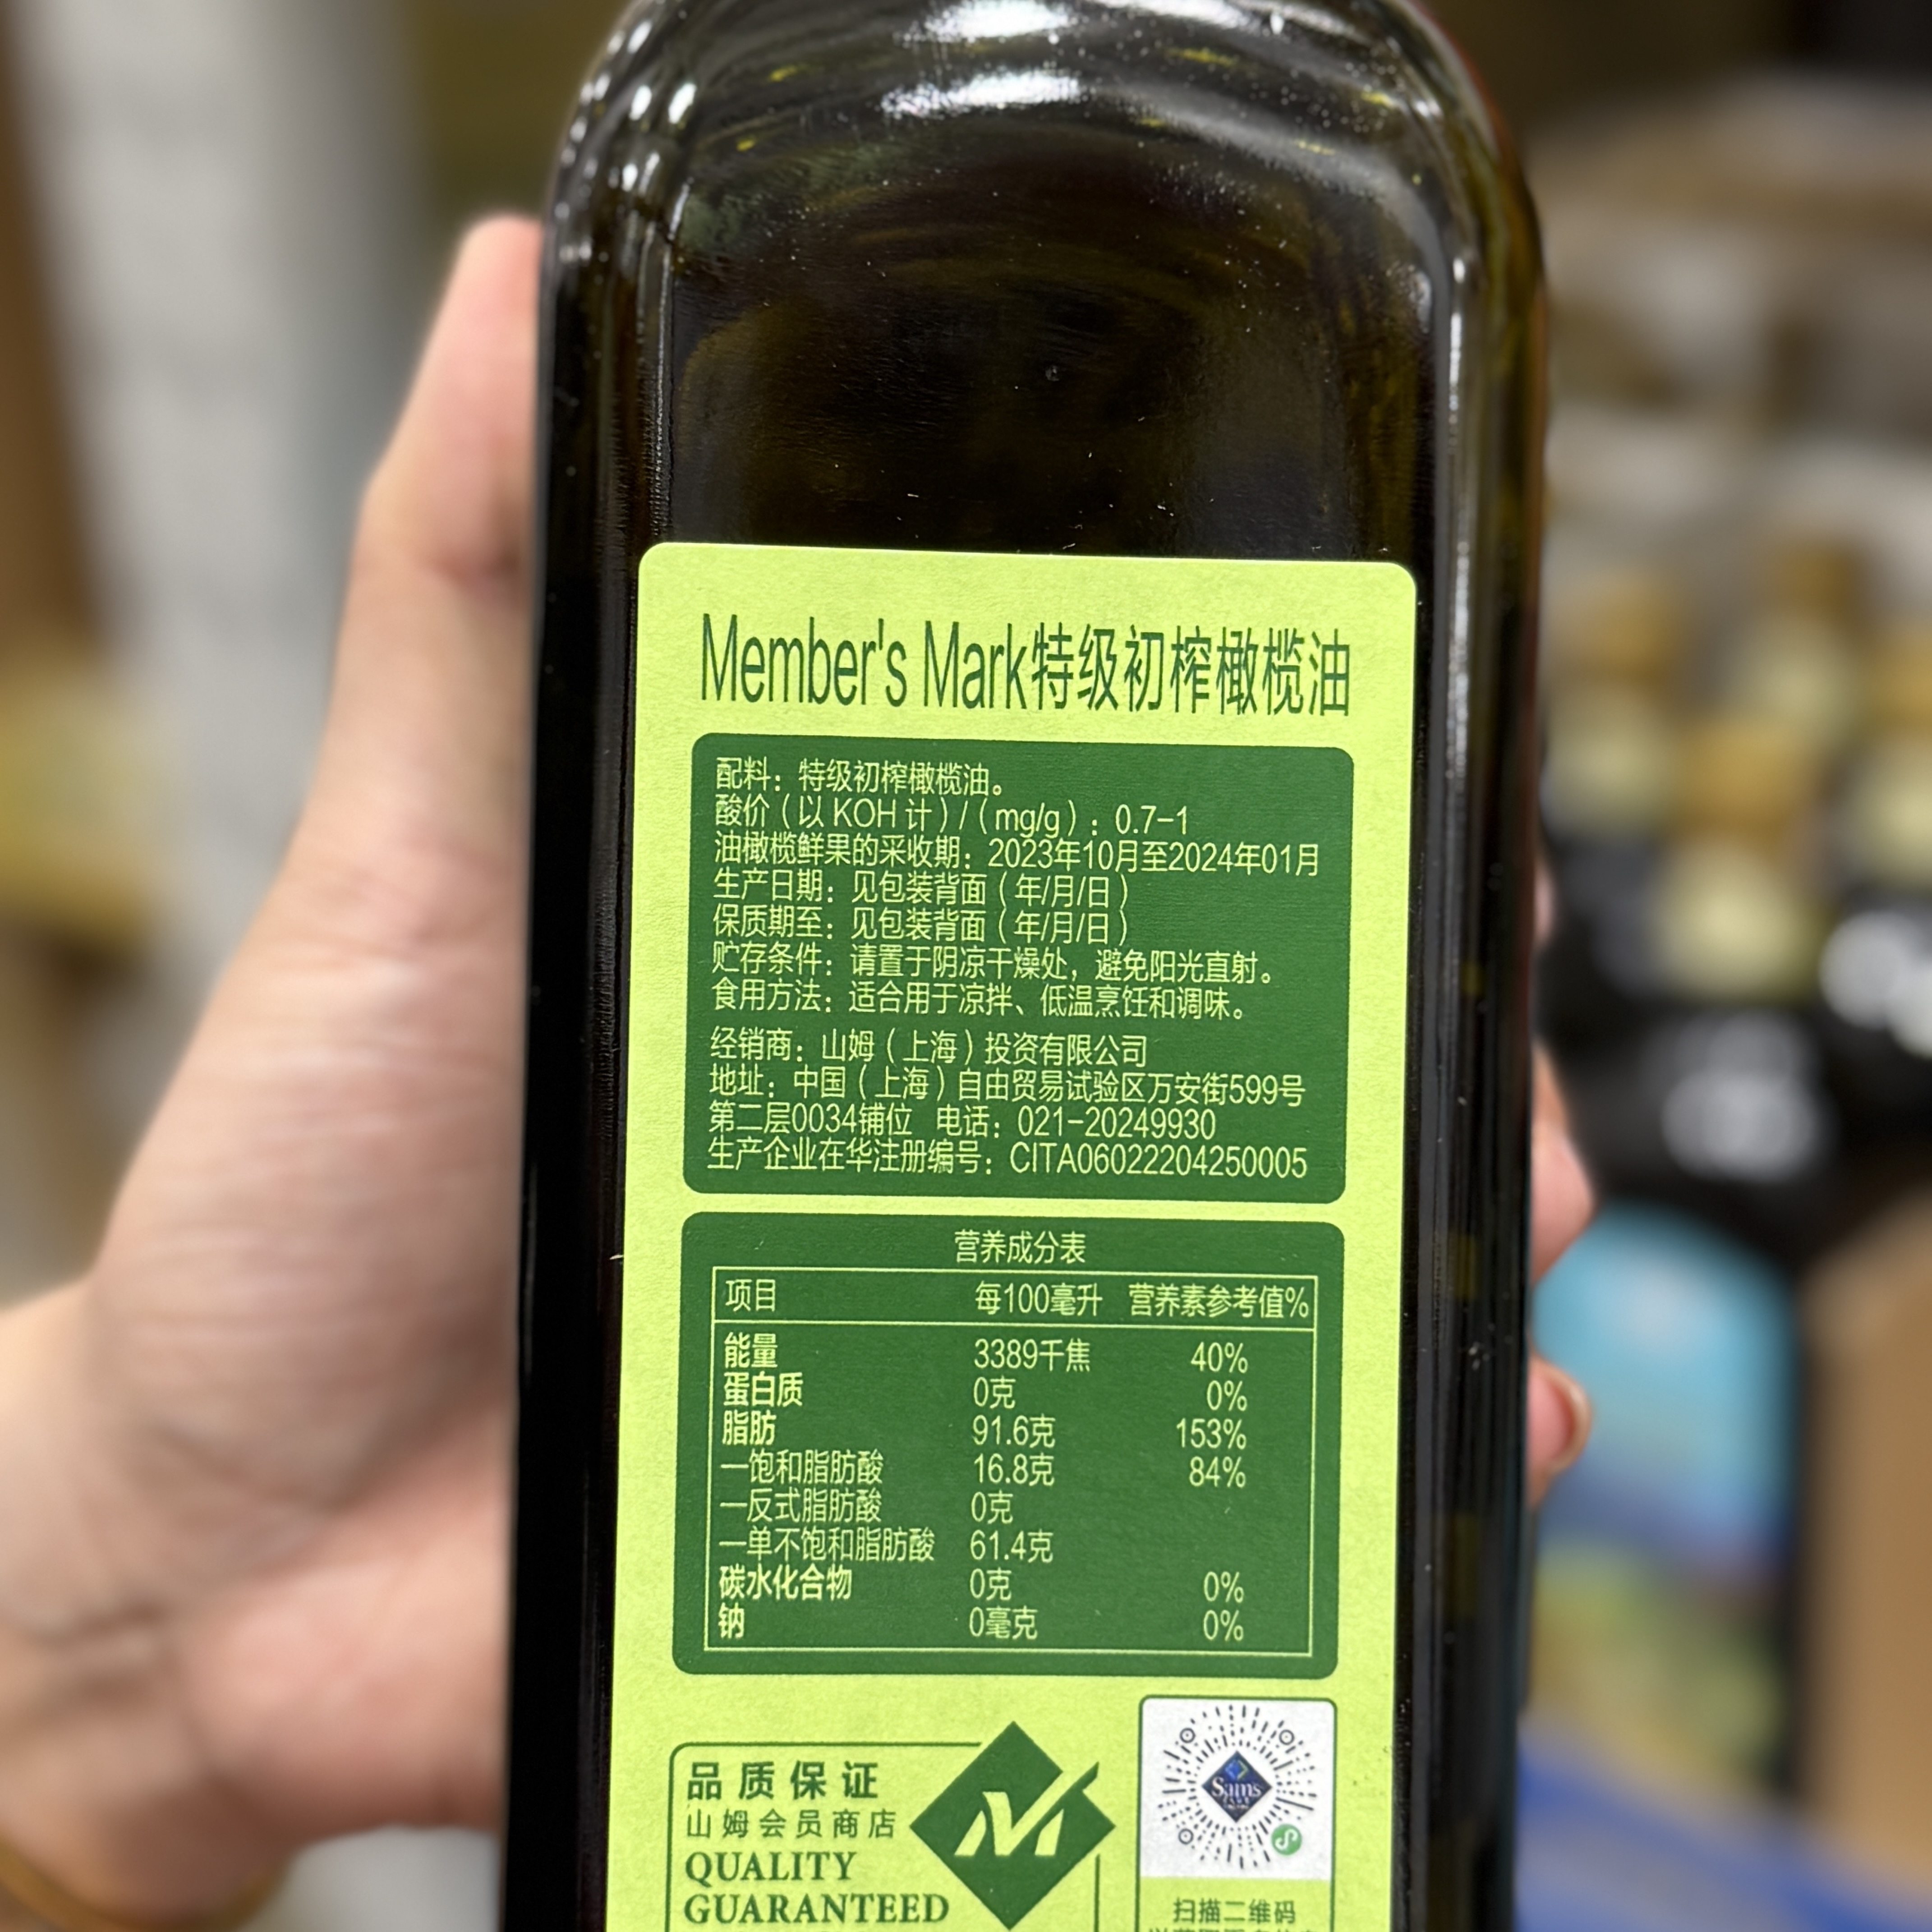 Member's Mark特级初榨橄榄油
配料：特级初榨橄榄油。
酸价（以 KOH 计）/（mg/g）：0.7-1
油橄榄鲜果的采收期：2023年10月至2024年01月
生产日期：见包装背面（年/月/日）
保质期至：见包装背面（年/月/日）
贮存条件：请置于阴凉干燥处，避免阳光直射。
食用方法：适合用于凉拌、低温烹饪和调味。
经销商：山姆（上海）投资有限公司
地址：中国（上海）自由贸易试验区万安街599号
第二层0034铺位 电话：021-20249930
生产企业在华注册编号：CITA06022204250005
营养成分表
项目 每100毫升 营养素参考值%
能量 3389千焦 40%
蛋白质 0克 0%
脂肪 91.6克 153%
—饱和脂肪酸 16.8克 84%
—反式脂肪酸 0克
—单不饱和脂肪酸 61.4克
碳水化合物 0克 0%
钠 0毫克 0%
品质保证
山姆会员商店
QUALITY
GUARANTEED
Sam's
扫描二维码